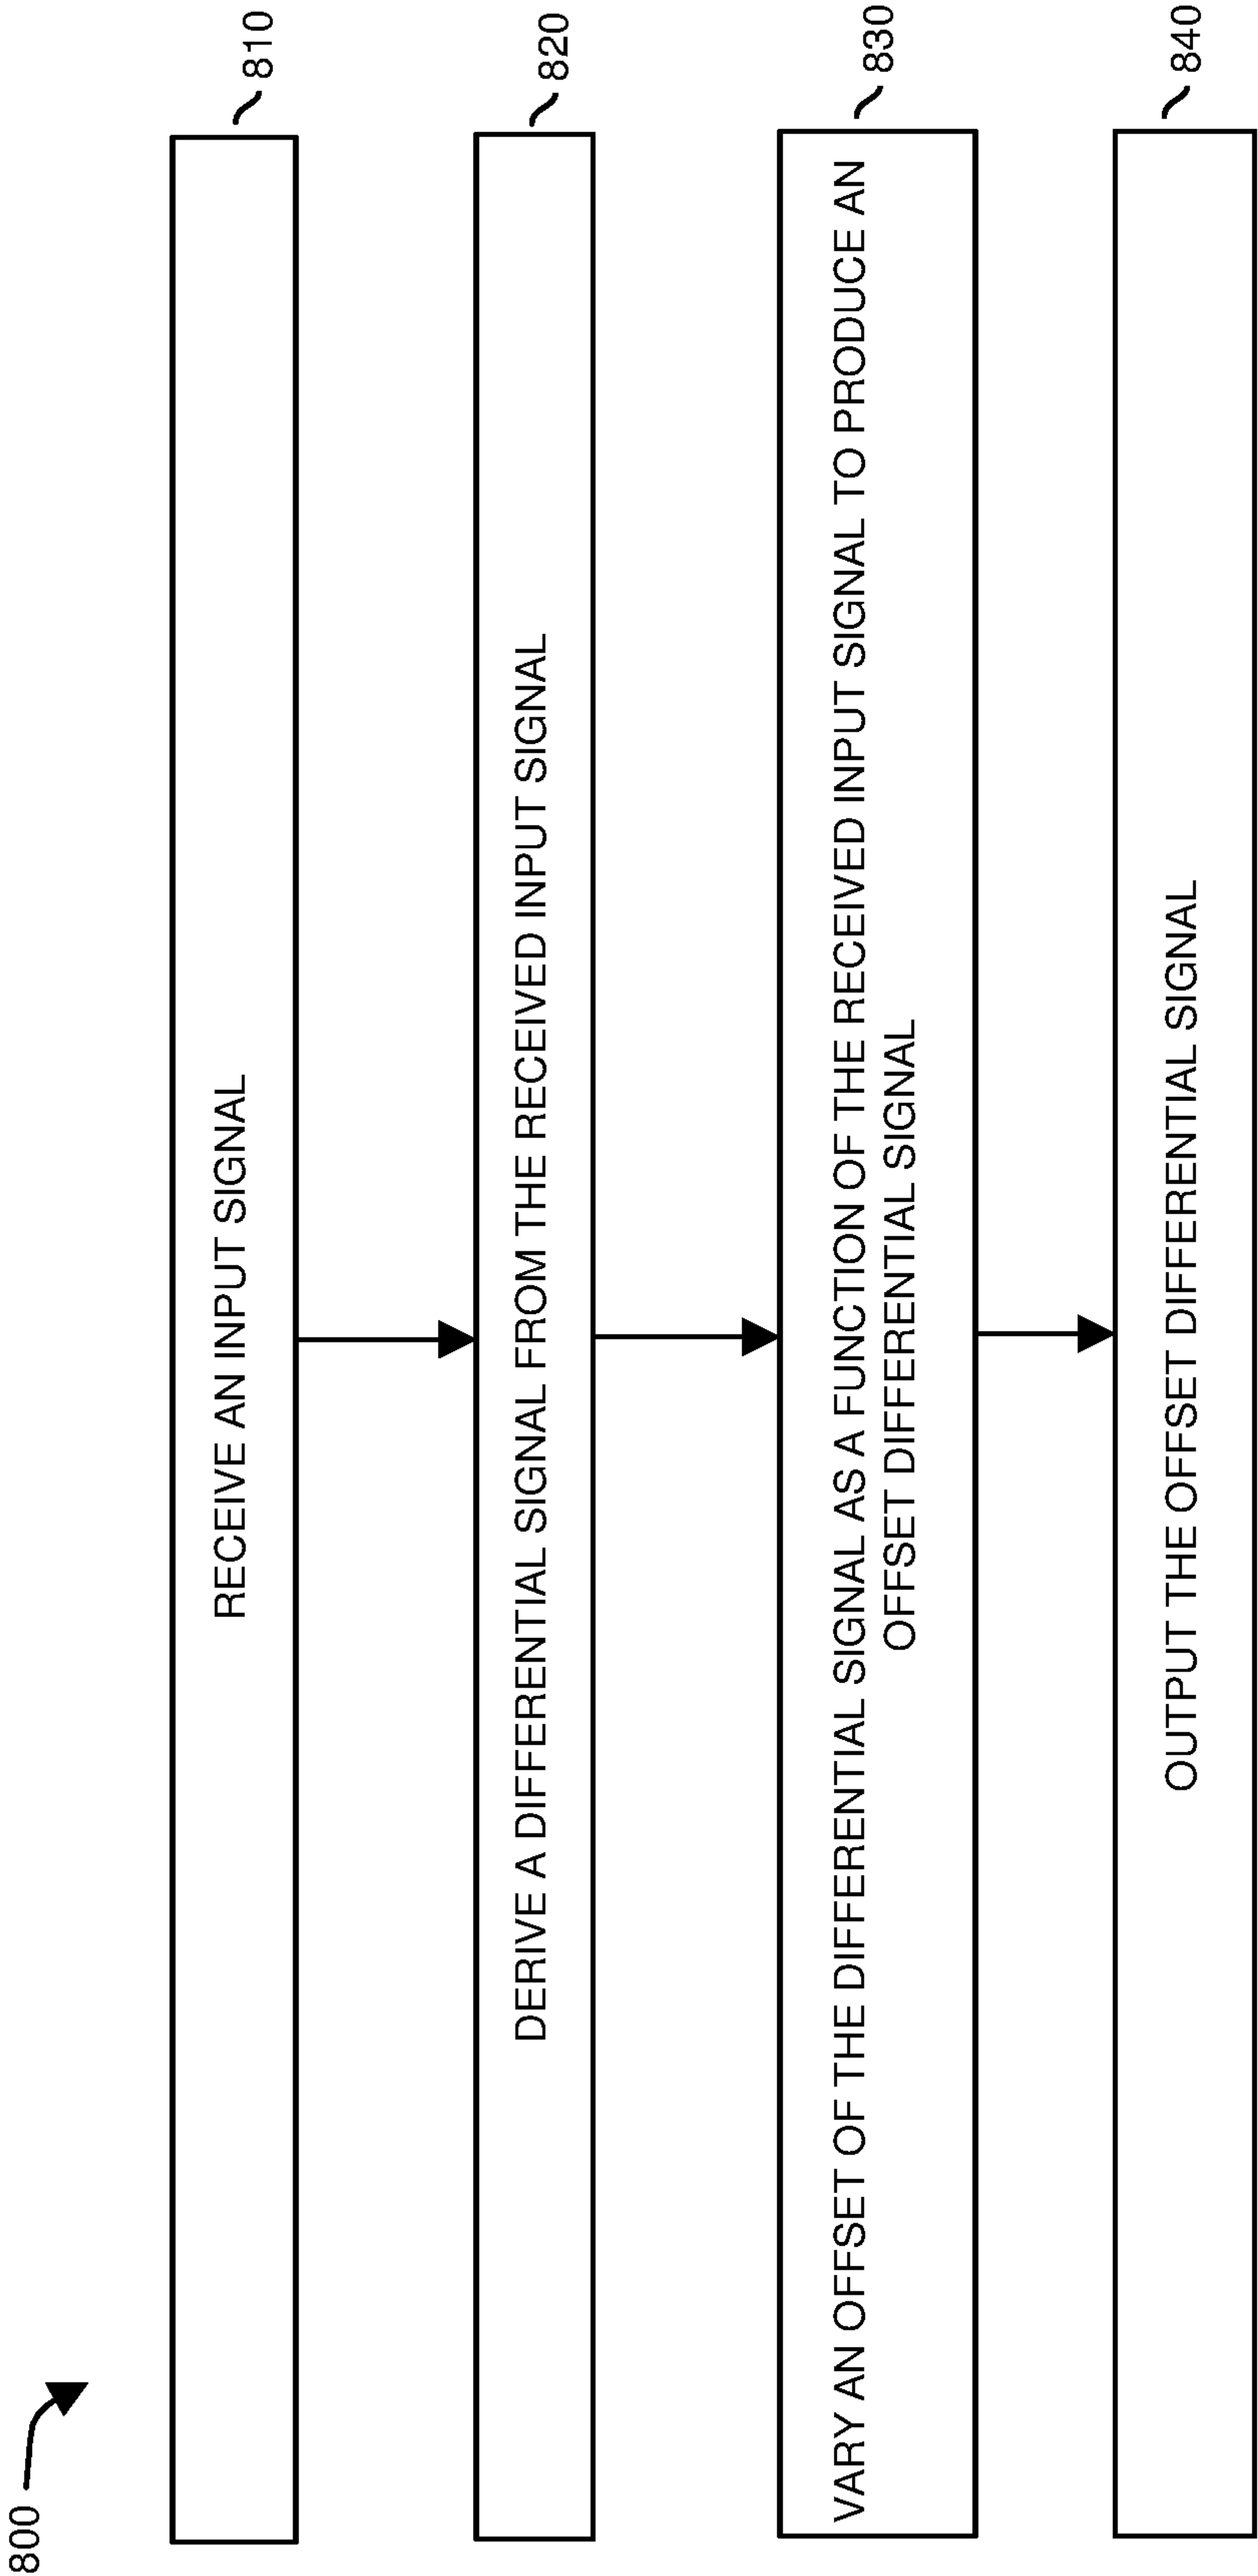 800
RECEIVE AN INPUT SIGNAL
810
DERIVE A DIFFERENTIAL SIGNAL FROM THE RECEIVED INPUT SIGNAL
820
VARY AN OFFSET OF THE DIFFERENTIAL SIGNAL AS A FUNCTION OF THE RECEIVED INPUT SIGNAL TO PRODUCE AN
OFFSET DIFFERENTIAL SIGNAL
830
OUTPUT THE OFFSET DIFFERENTIAL SIGNAL
840